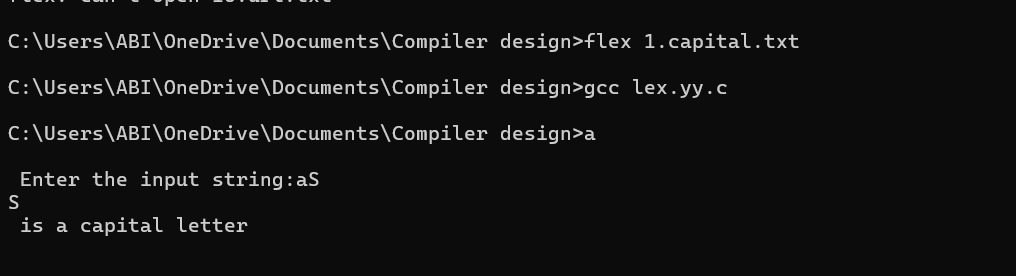 C:\Users\ABI\OneDrive\Documents\Compiler design>flex 1.capital.txt
C:\Users\ABI\OneDrive\Documents\Compiler design>gcc lex.yy.c
C:\Users\ABI\OneDrive\Documents\Compiler design>a
Enter the input string:aS
S
is a capital letter